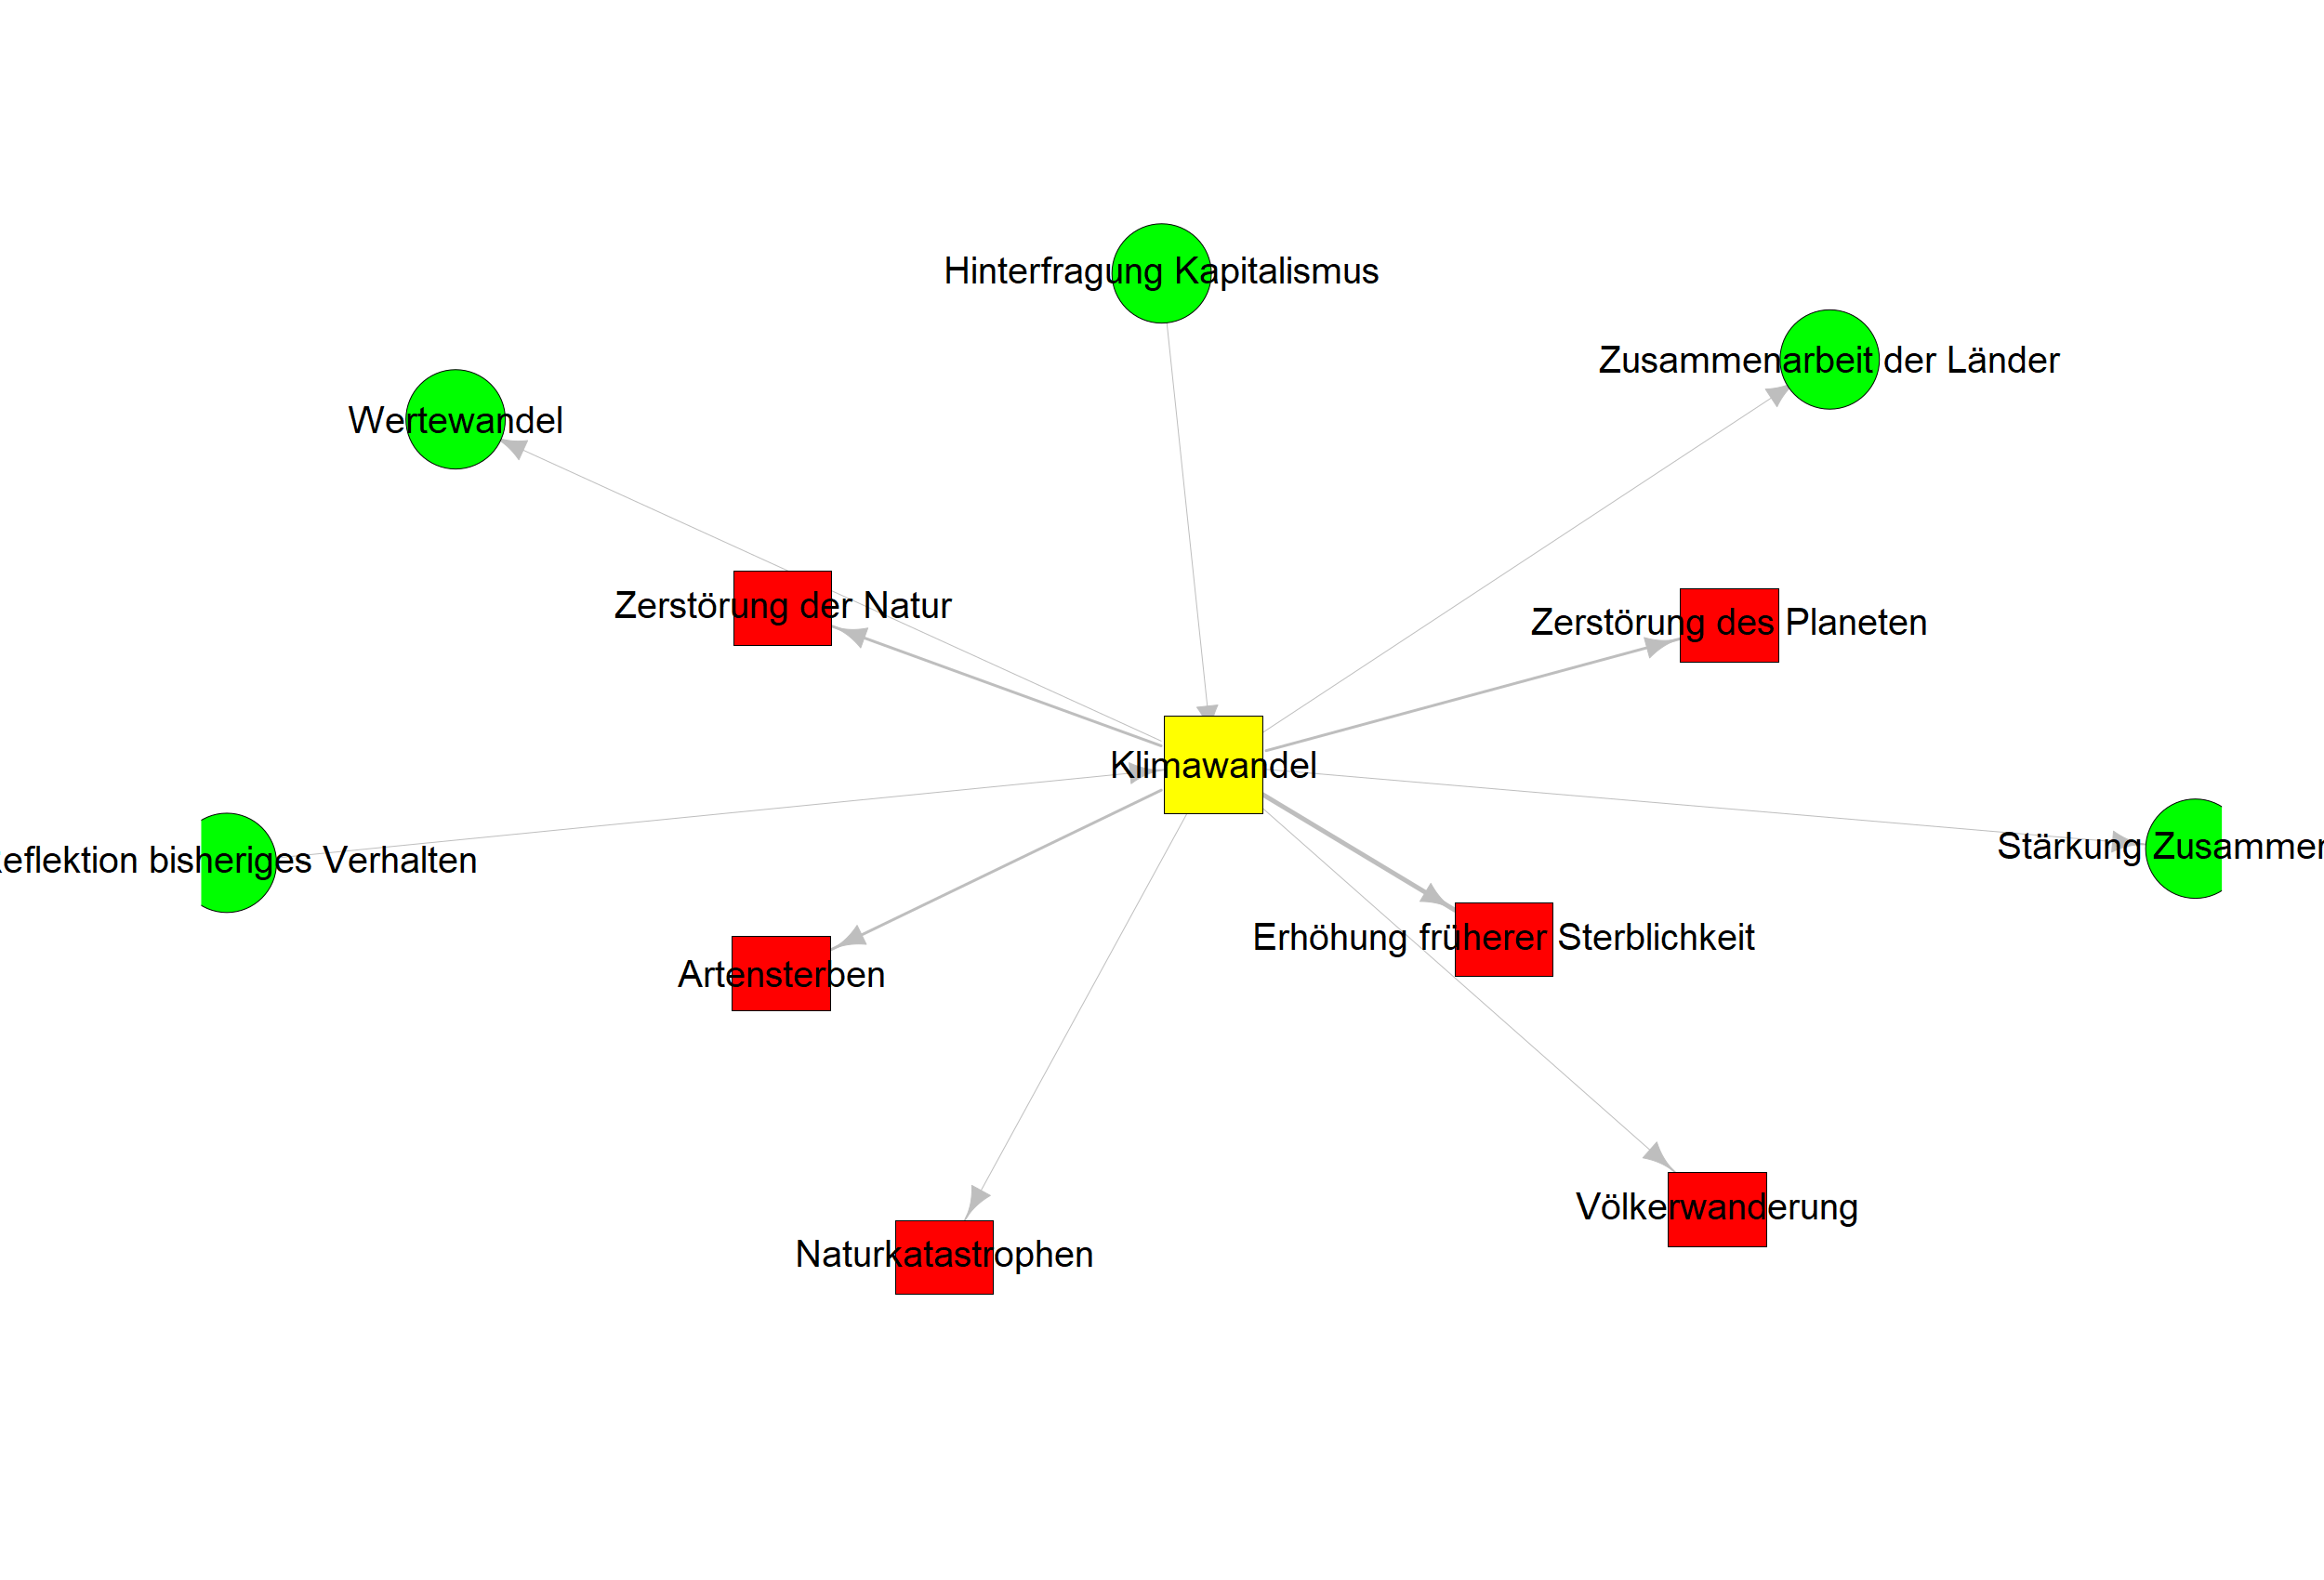 Hinterfragung Kapitalismus
Zusammenarbeit der Länder
Wertewandel
Zerstörung der Natur
Zerstörung des Planeten
Klimawandel
eflektion bisheriges Verhalten
Stärkung Zusammen
Erhöhung früherer Sterblichkeit
Artensterben
Völkerwanderung
Naturkatastrophen